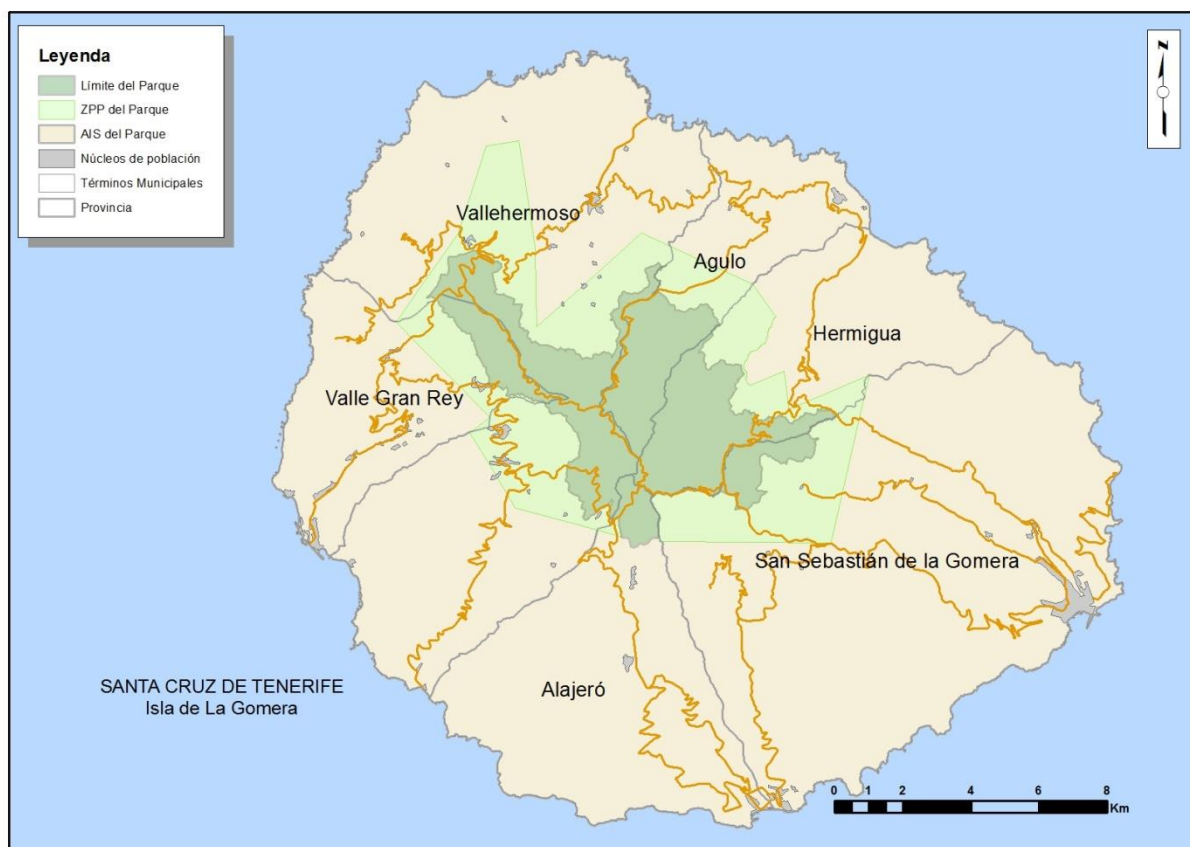 Leyenda
Límite del Parque
ZPP del Parque
AIS del Parque
Núcleos de población
Términos Municipales
Provincia
N
Vallehermoso
Agulo
Hermigua
Valle Gran Rey
San Sebastián de la Gomera
Alajeró
SANTA CRUZ DE TENERIFE
Isla de La Gomera
0 1 2 4 6 8
Km